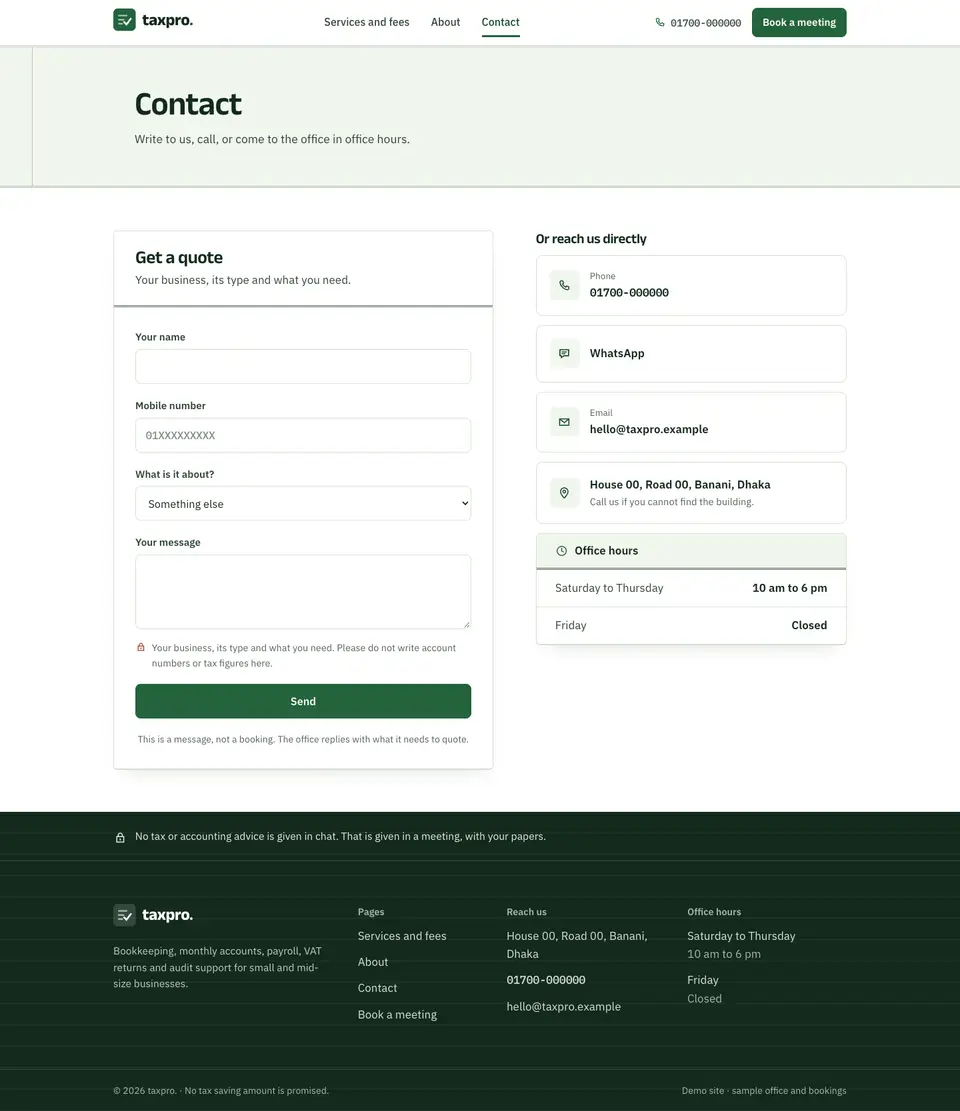 taxpro.
Services and fees
About
Contact
01700-000000
Book a meeting
Contact
Write to us, call, or come to the office in office hours.
Get a quote
Your business, its type and what you need.
Your name
Mobile number
01XXXXXXXXX
What is it about?
Something else
Your message
Your business, its type and what you need. Please do not write account
numbers or tax figures here.
Send
This is a message, not a booking. The office replies with what it needs to quote.
Or reach us directly
Phone
01700-000000
WhatsApp
Email
hello@taxpro.example
House 00, Road 00, Banani, Dhaka
Call us if you cannot find the building.
Office hours
Saturday to Thursday
10 am to 6 pm
Friday
Closed
No tax or accounting advice is given in chat. That is given in a meeting, with your papers.
taxpro.
Bookkeeping, monthly accounts, payroll, VAT
returns and audit support for small and mid-
size businesses.
Pages
Services and fees
About
Contact
Book a meeting
Reach us
House 00, Road 00, Banani,
Dhaka
01700-000000
hello@taxpro.example
Office hours
Saturday to Thursday
10 am to 6 pm
Friday
Closed
© 2026 taxpro. · No tax saving amount is promised.
Demo site · sample office and bookings